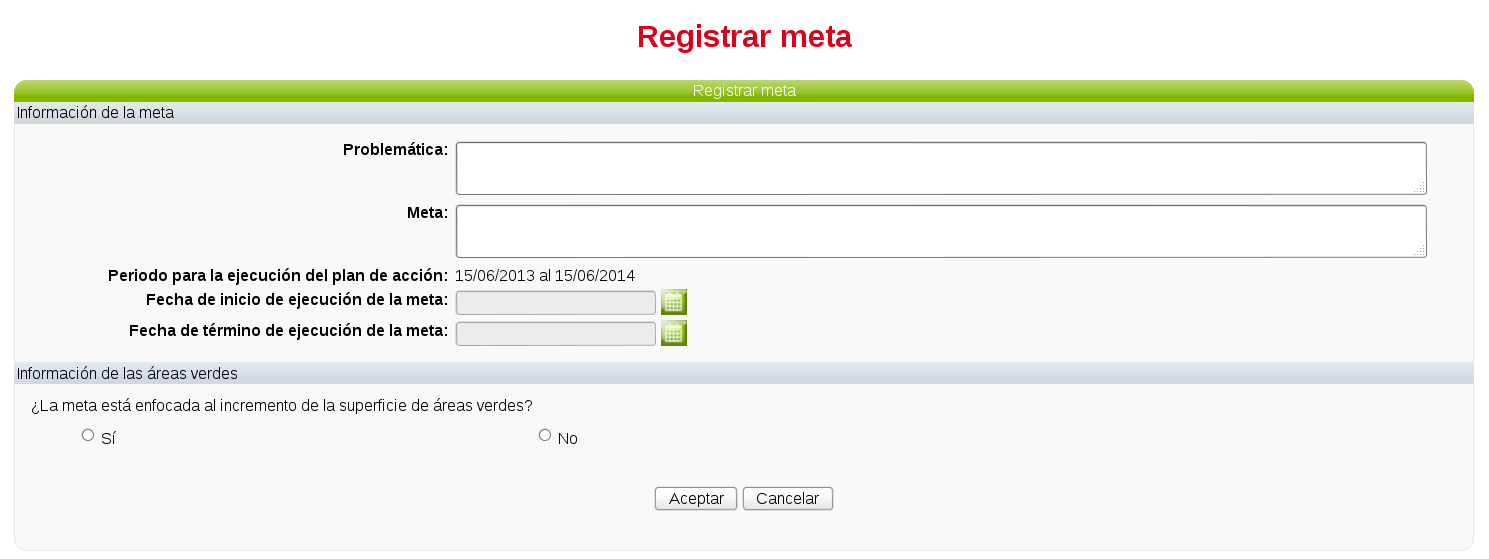 Registrar meta
Registrar meta
Información de la meta
Problemática:
Meta:
Periodo para la ejecución del plan de acción: 15/06/2013 al 15/06/2014
Fecha de inicio de ejecución de la meta:
Fecha de término de ejecución de la meta:
Información de las áreas verdes
¿La meta está enfocada al incremento de la superficie de áreas verdes?
Sí No
Aceptar Cancelar